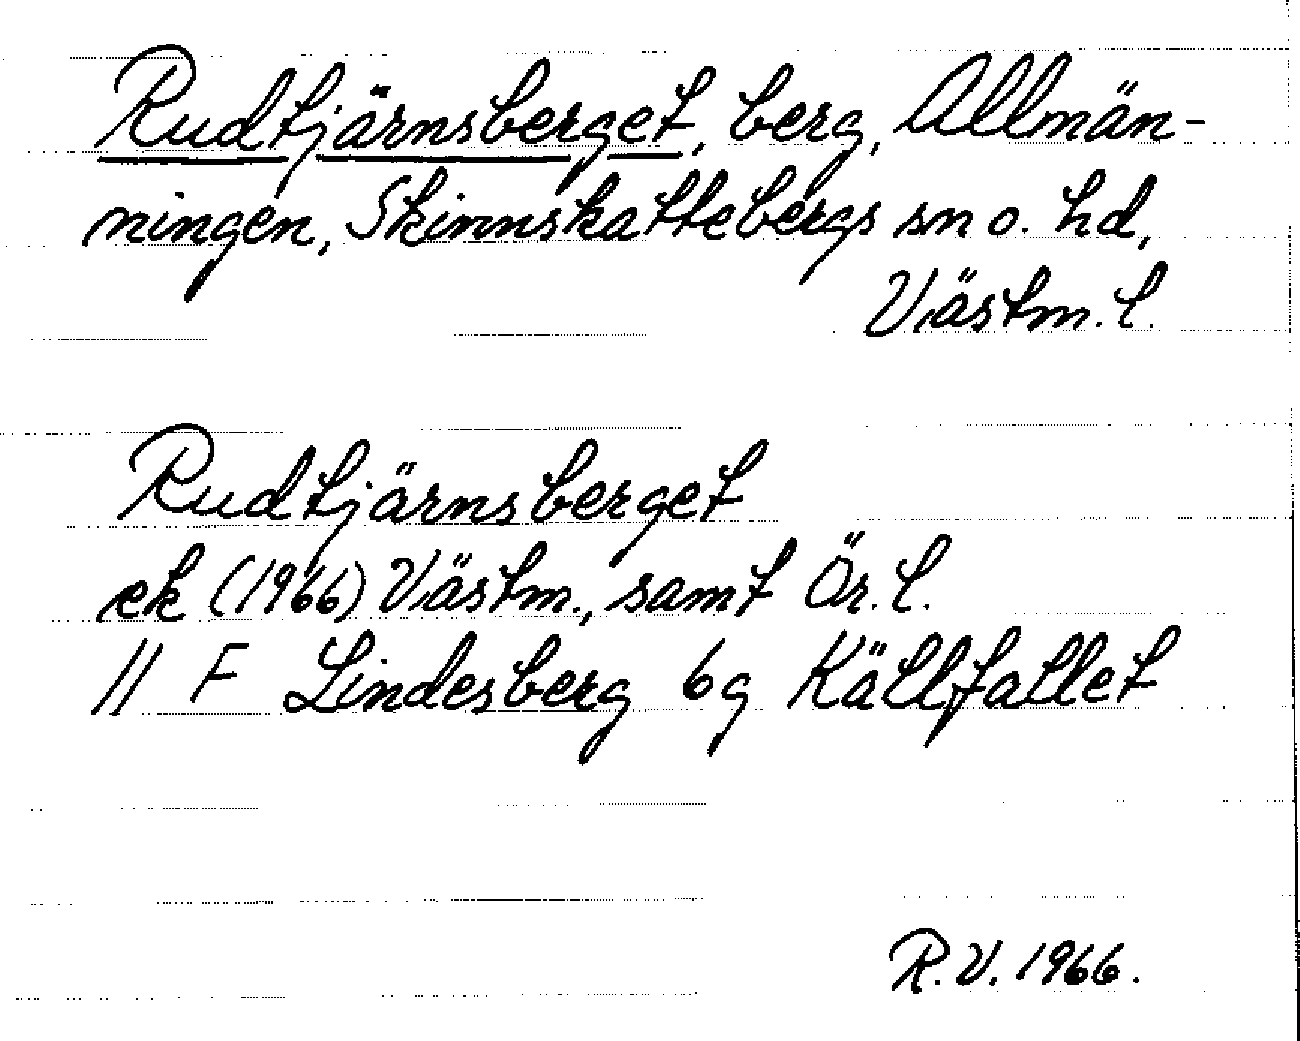 Rudtjärnsberget, berg, Allmän-
ningen, Skinnskattebergs sn o. hd,
Västm. l.
Rudtjärnsberget
ek (1966) Västm., samt Ör. l.
11 F Lindesberg 6g Källfallet
R.V. 1966.